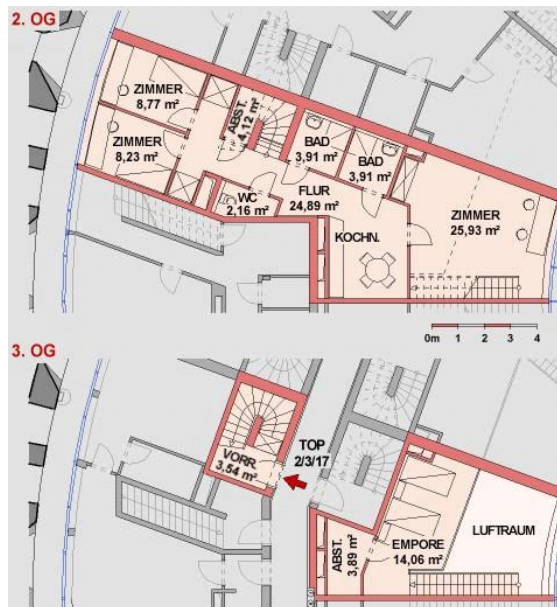 2. OG
ZIMMER
8,77 m²
ZIMMER
8,23 m²
ABST.
4,12 m²
BAD
3,91 m²
BAD
3,91 m²
WC
2,16 m²
FLUR
24,89 m²
KOCHN.
ZIMMER
25,93 m²
0m 1 2 3 4
3. OG
VORR.
3,54 m²
TOP
2/3/17
ABST.
3,89 m²
EMPORE
14,06 m²
LUFTRAUM